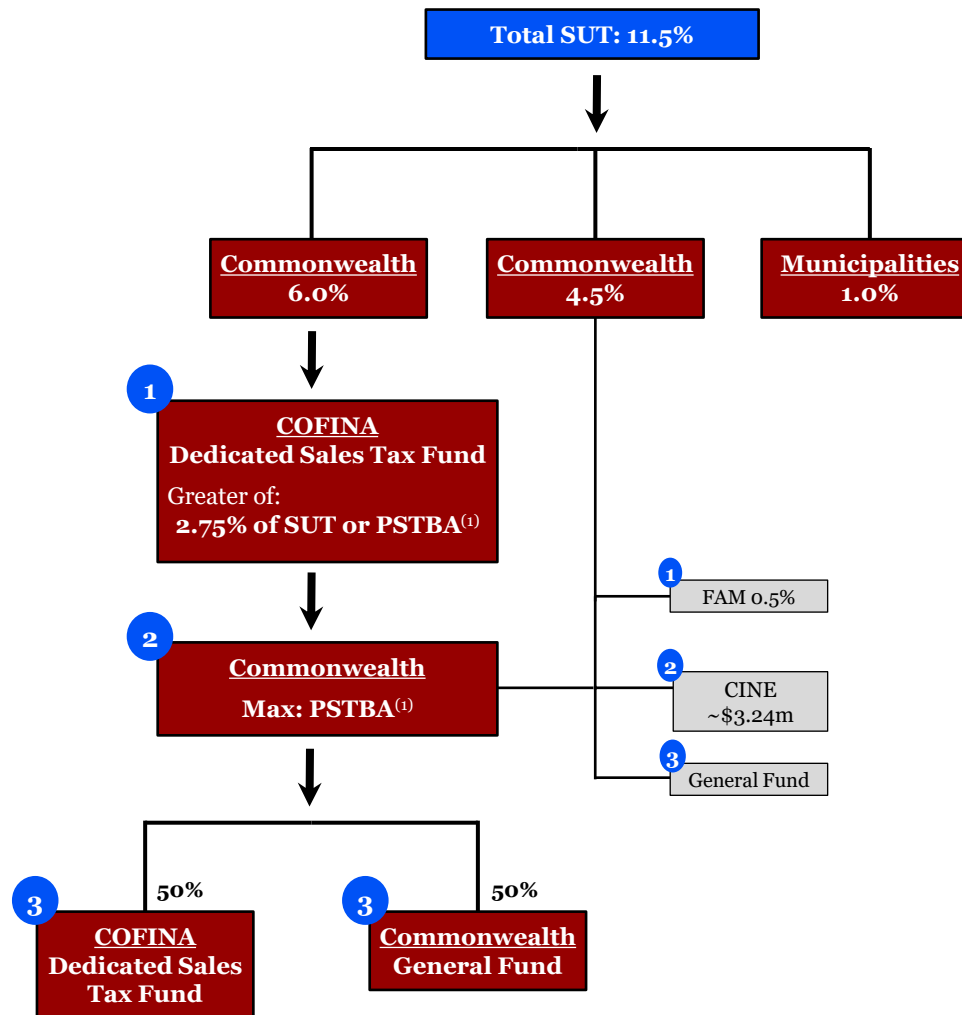 Total SUT: 11.5%
Commonwealth
6.0%
Commonwealth
4.5%
Municipalities
1.0%
1
COFINA
Dedicated Sales Tax Fund
Greater of:
2.75% of SUT or PSTBA(1)
1
FAM 0.5%
2
Commonwealth
Max: PSTBA(1)
2
CINE
~$3.24m
3
General Fund
50%
50%
3
COFINA
Dedicated Sales
Tax Fund
3
Commonwealth
General Fund